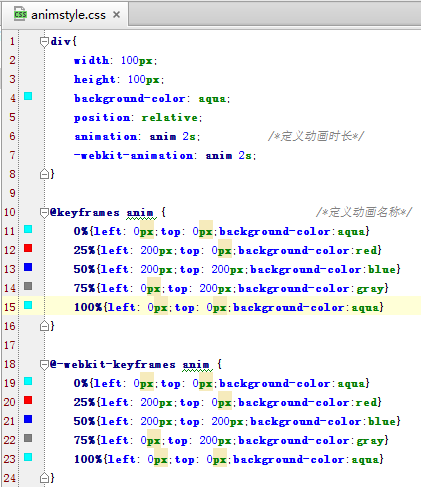 animstyle.css
1 div{
2 width: 100px;
3 height: 100px;
4 background-color: aqua;
5 position: relative;
6 animation: anim 2s; /*定义动画时长*/
7 -webkit-animation: anim 2s;
8 }
9
10 @keyframes anim { /*定义动画名称*/
11 0%{left: 0px;top: 0px;background-color:aqua}
12 25%{left: 200px;top: 0px;background-color:red}
13 50%{left: 200px;top: 200px;background-color:blue}
14 75%{left: 0px;top: 200px;background-color:gray}
15 100%{left: 0px;top: 0px;background-color:aqua}
16 }
17
18 @-webkit-keyframes anim {
19 0%{left: 0px;top: 0px;background-color:aqua}
20 25%{left: 200px;top: 0px;background-color:red}
21 50%{left: 200px;top: 200px;background-color:blue}
22 75%{left: 0px;top: 200px;background-color:gray}
23 100%{left: 0px;top: 0px;background-color:aqua}
24 }